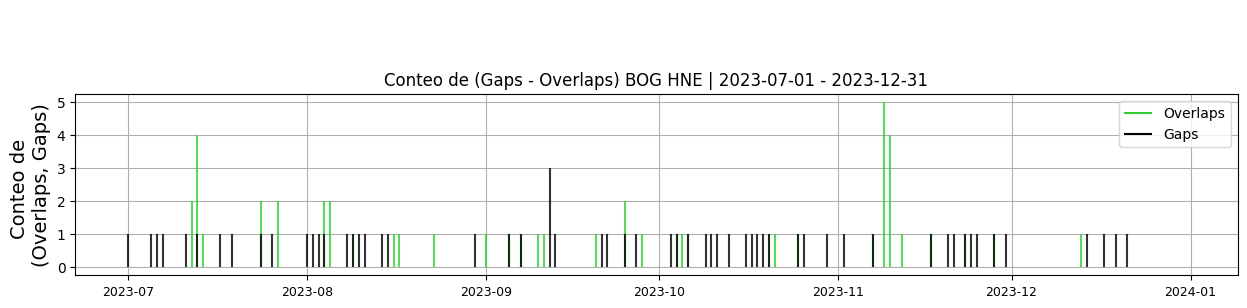 Conteo de (Gaps - Overlaps) BOG HNE | 2023-07-01 - 2023-12-31
Conteo de
(Overlaps, Gaps)
5
4
3
2
1
0
Overlaps
Gaps
2023-07
2023-08
2023-09
2023-10
2023-11
2023-12
2024-01